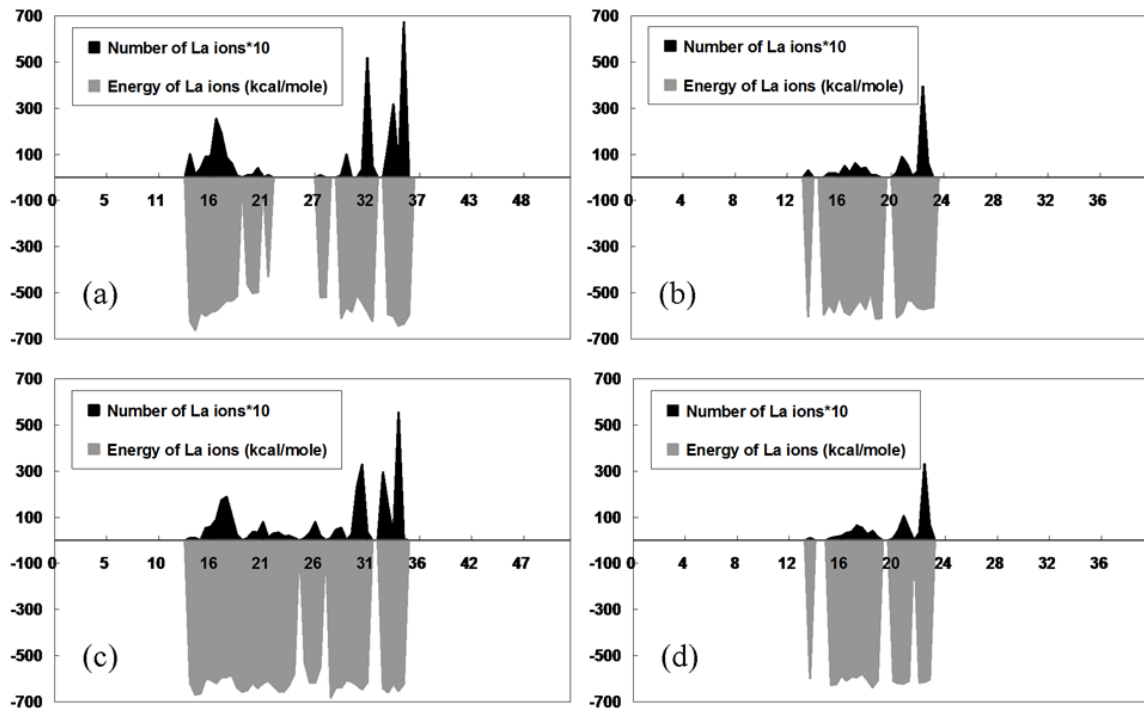 700
500
300
100
-100
-300
-500
-700
Number of La ions*10
Energy of La ions (kcal/mole)
0 5 11 16 21 27 32 37 42 48
(a)
700
500
300
100
-100
-300
-500
-700
Number of La ions*10
Energy of La ions (kcal/mole)
0 4 8 12 16 20 24 28 32 36
(b)
700
500
300
100
-100
-300
-500
-700
Number of La ions*10
Energy of La ions (kcal/mole)
0 5 10 16 21 26 31 36 42 47
(c)
700
500
300
100
-100
-300
-500
-700
Number of La ions*10
Energy of La ions (kcal/mole)
0 4 8 12 16 20 24 28 32 36
(d)